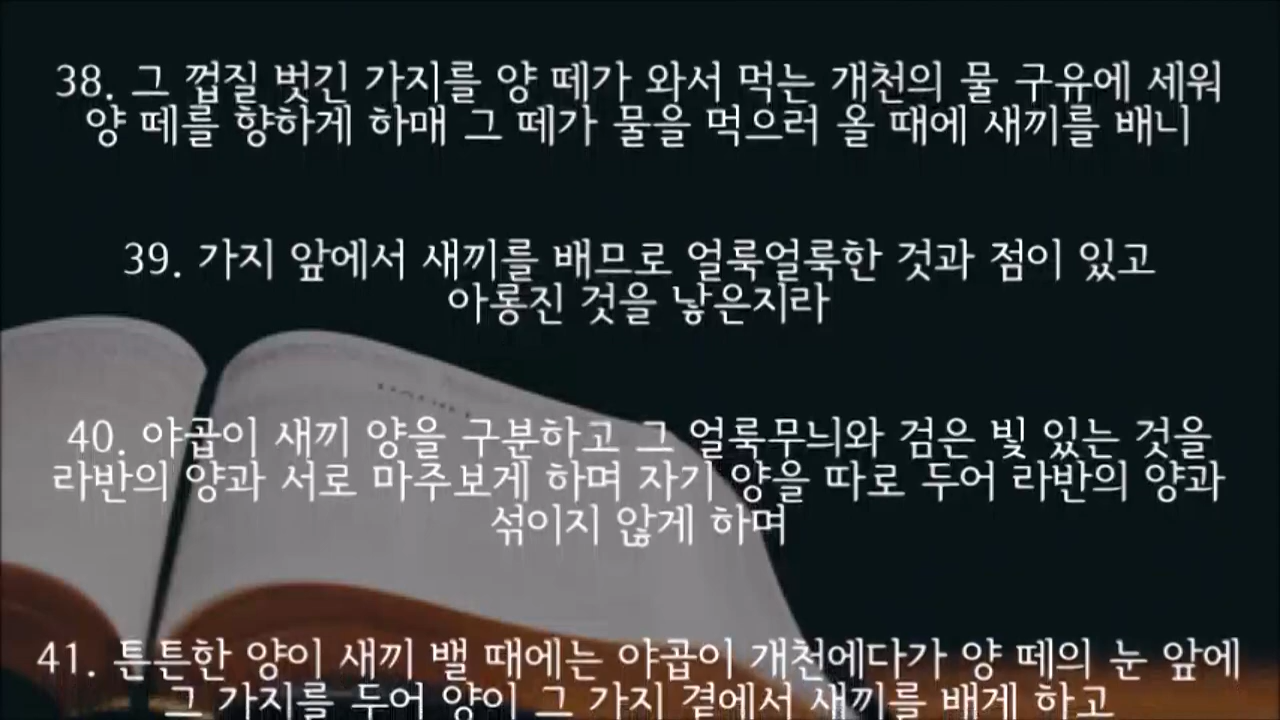 38. 그 껍질 벗긴 가지를 양 떼가 와서 먹는 개천의 물 구유에 세워
양 떼를 향하게 하매 그 떼가 물을 먹으러 올 때에 새끼를 배니
39. 가지 앞에서 새끼를 배므로 얼룩얼룩한 것과 점이 있고
아롱진 것을 낳은지라
40. 야곱이 새끼 양을 구분하고 그 얼룩무늬와 검은 빛 있는 것을
라반의 양과 서로 마주보게 하며 자기 양을 따로 두어 라반의 양과
섞이지 않게 하며
41. 튼튼한 양이 새끼 밸 때에는 야곱이 개천에다가 양 떼의 눈 앞에
그 가지를 두어 양이 그 가지 곁에서 새끼를 배게 하고